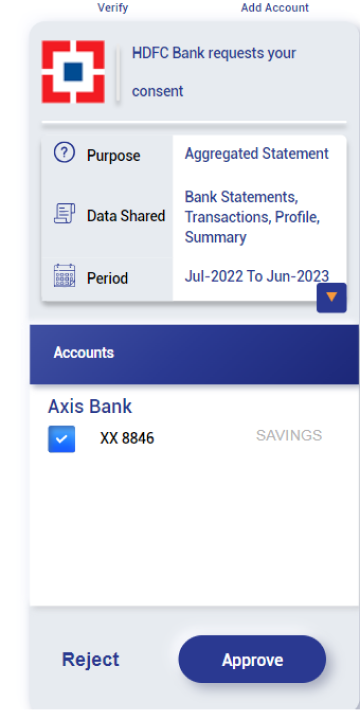 Verify Add Account
HDFC Bank requests your
consent
Purpose Aggregated Statement
Data Shared Bank Statements,
Transactions, Profile,
Summary
Period Jul-2022 To Jun-2023
Accounts
Axis Bank
XX 8846 SAVINGS
Reject Approve